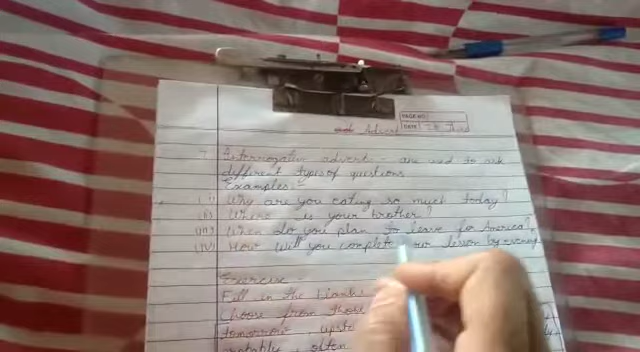 PAGE NO.
DATE
Adverb
7. Interrogative adverb - are used to ask
different types of questions
Examples:-
(i) Why are you eating so much today?
(ii) Where is your brother?
(iii) When do you plan to leave for America?
(iv) How will you complete our lesson by evening
Exercise
Fill in the blanks
Choose from those
tomorrow
probably, often